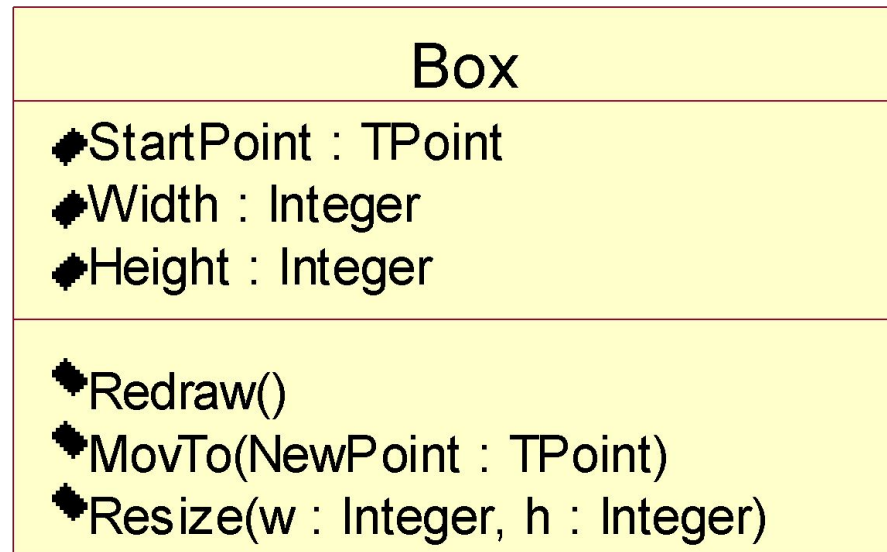 Box
StartPoint : TPoint
Width : Integer
Height : Integer
Redraw()
MovTo(NewPoint : TPoint)
Resize(w : Integer, h : Integer)